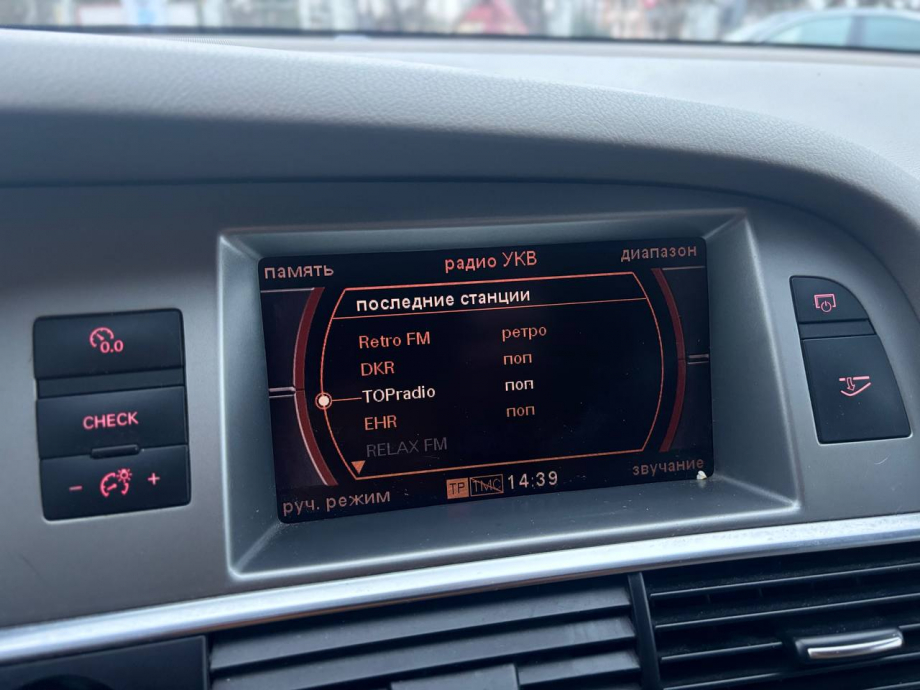 память радио УКВ диапазон
последние станции
Retro FM ретро
DKR поп
TOPradio поп
EHR поп
RELAX FM
руч. режим TP TMC 14:39 звучание
0.0
CHECK
- +